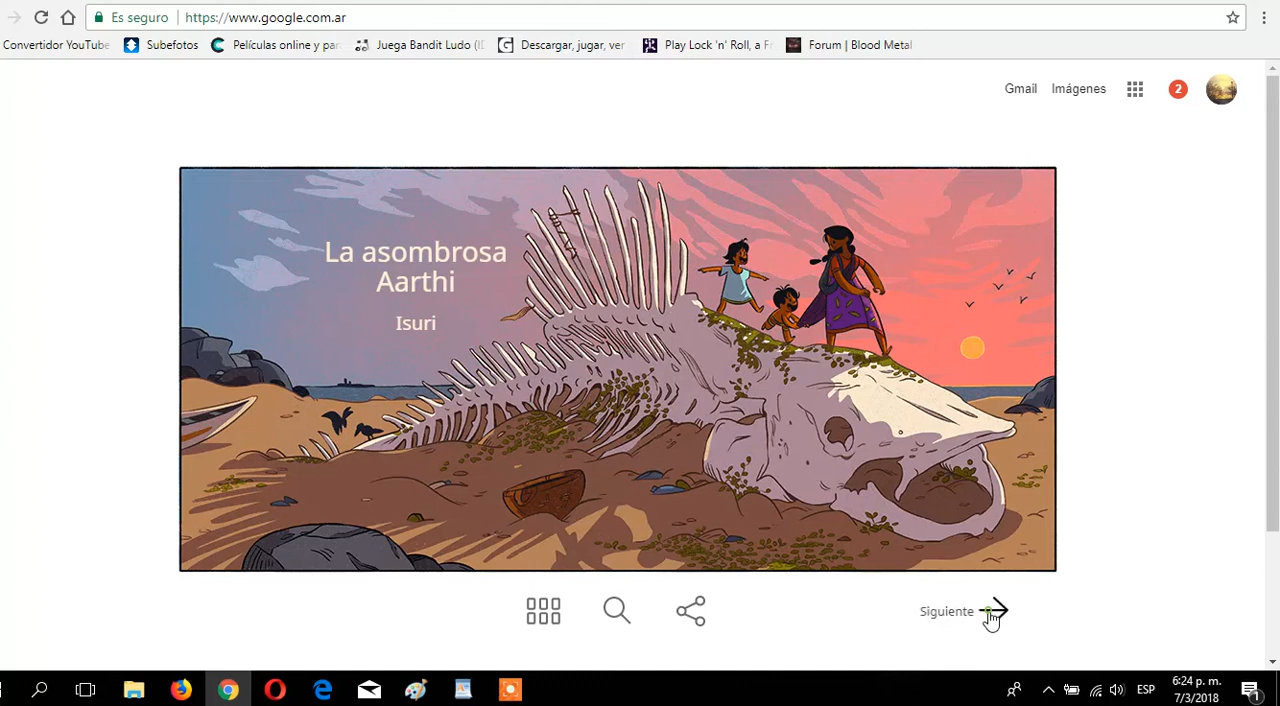 Es seguro https://www.google.com.ar
Convertidor YouTube Subefotos Películas online y para Juega Bandit Ludo (ID Descargar, jugar, ver Play Lock 'n' Roll, a Fr Forum | Blood Metal
Gmail Imágenes 2
La asombrosa
Aarthi
Isuri
Siguiente
ESP 6:24 p. m.
7/3/2018 1